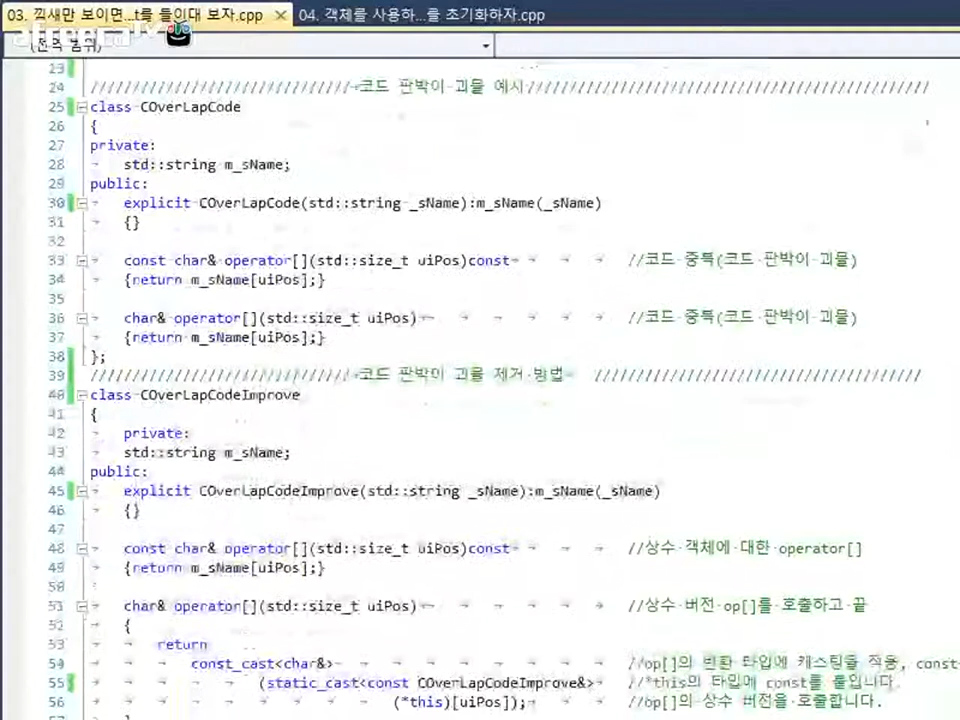 03. 낌새만 보이면...t를 들이대 보자.cpp ✕ 04. 객체를 사용하...를 초기화하자.cpp
afreecaTV
(전역 범위)
23
24 //////////////////////////////// 코드 판박이 괴물 예시/////////////////////////////////////////////////
25 class COverLapCode
26 {
27 private:
28 std::string m_sName;
29 public:
30 explicit COverLapCode(std::string _sName):m_sName(_sName)
31 {}
32
33 const char& operator[](std::size_t uiPos)const //코드 중복(코드 판박이 괴물)
34 {return m_sName[uiPos];}
35
36 char& operator[](std::size_t uiPos) //코드 중복(코드 판박이 괴물)
37 {return m_sName[uiPos];}
38 };
39 //////////////////////////////// 코드 판박이 괴물 제거 방법 ////////////////////////////////////////
40 class COverLapCodeImprove
41 {
42 private:
43 std::string m_sName;
44 public:
45 explicit COverLapCodeImprove(std::string _sName):m_sName(_sName)
46 {}
47
48 const char& operator[](std::size_t uiPos)const //상수 객체에 대한 operator[]
49 {return m_sName[uiPos];}
50
51 char& operator[](std::size_t uiPos) //상수 버전 op[]를 호출하고 끝
52 {
53 return
54 const_cast<char&> //op[]의 반환 타입에 캐스팅을 적용, const
55 (static_cast<const COverLapCodeImprove&> //*this의 타입에 const를 붙입니다.
56 (*this)[uiPos]); //op[]의 상수 버전을 호출합니다.